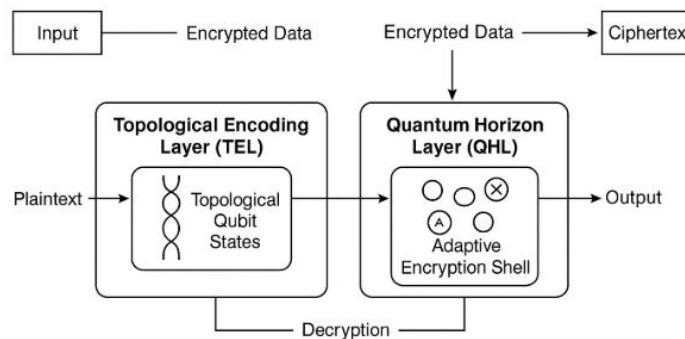 Input
Encrypted Data
Encrypted Data
Ciphertex
Topological Encoding
Layer (TEL)
Quantum Horizon
Layer (QHL)
Plaintext
Topological
Qubit
States
X
A
Adaptive
Encryption Shell
Output
Decryption